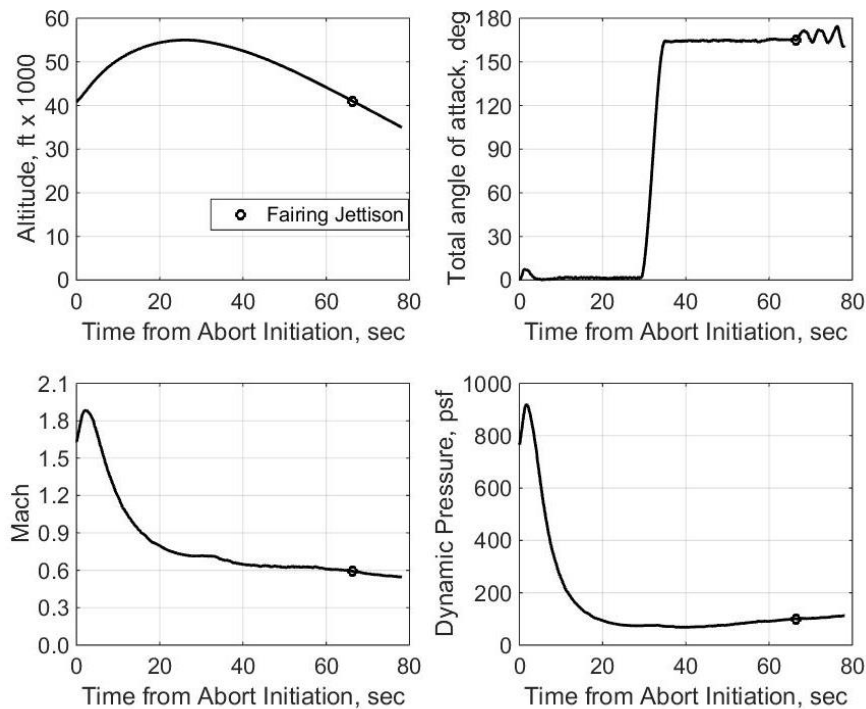 Altitude, ft x 1000
60
50
40
30
20
10
0
Fairing Jettison
0 20 40 60 80
Time from Abort Initiation, sec
Total angle of attack, deg
180
150
120
90
60
30
0
0 20 40 60 80
Time from Abort Initiation, sec
Mach
2.1
1.8
1.5
1.2
0.9
0.6
0.3
0.0
0 20 40 60 80
Time from Abort Initiation, sec
Dynamic Pressure, psf
1000
800
600
400
200
0
0 20 40 60 80
Time from Abort Initiation, sec